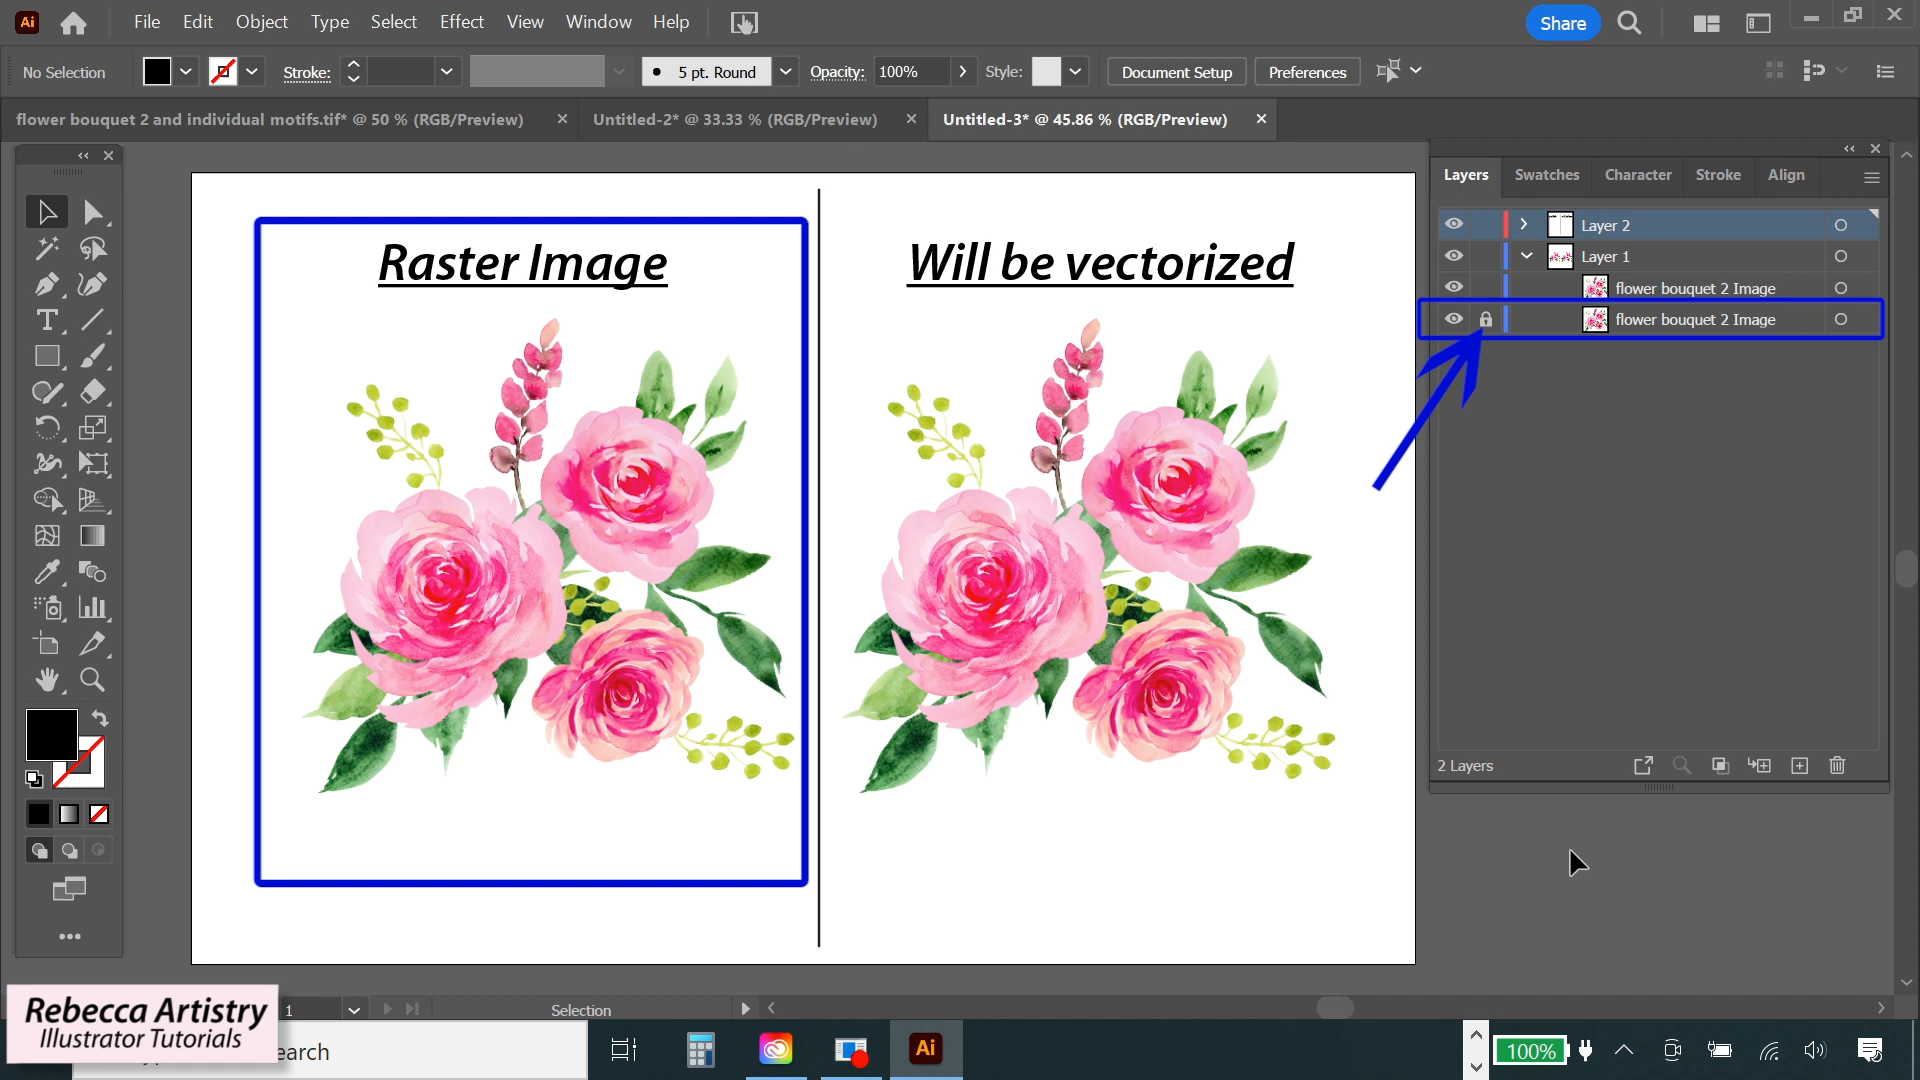 Ai File Edit Object Type Select Effect View Window Help Share
No Selection Stroke: 5 pt. Round Opacity: 100% Style: Document Setup Preferences
flower bouquet 2 and individual motifs.tif* @ 50 % (RGB/Preview) Untitled-2* @ 33.33 % (RGB/Preview) Untitled-3* @ 45.86 % (RGB/Preview)
Layers Swatches Character Stroke Align
Layer 2
Layer 1
flower bouquet 2 Image
flower bouquet 2 Image
Raster Image
Will be vectorized
2 Layers
1 Selection
Rebecca Artistry
Illustrator Tutorials
earch
Ai
100%